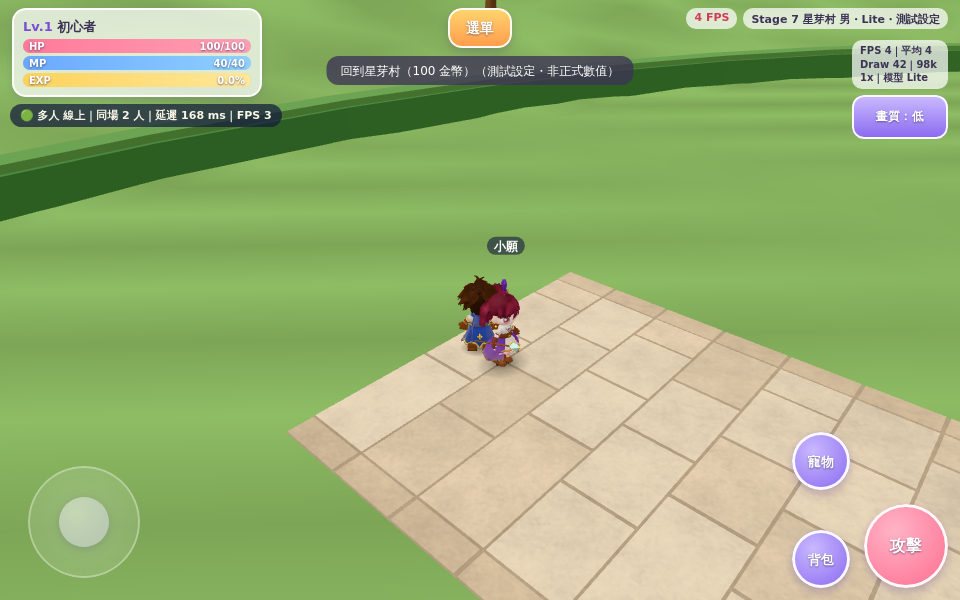 Lv.1 初心者
HP 100/100
MP 40/40
EXP 0.0%
多人 線上｜同場 2 人｜延遲 168 ms｜FPS 3
選單
回到星芽村（100 金幣）（測試設定・非正式數值）
4 FPS
Stage 7 星芽村 男・Lite・測試設定
FPS 4｜平均 4
Draw 42｜98k
1x｜模型 Lite
畫質：低
小願
寵物
攻擊
背包